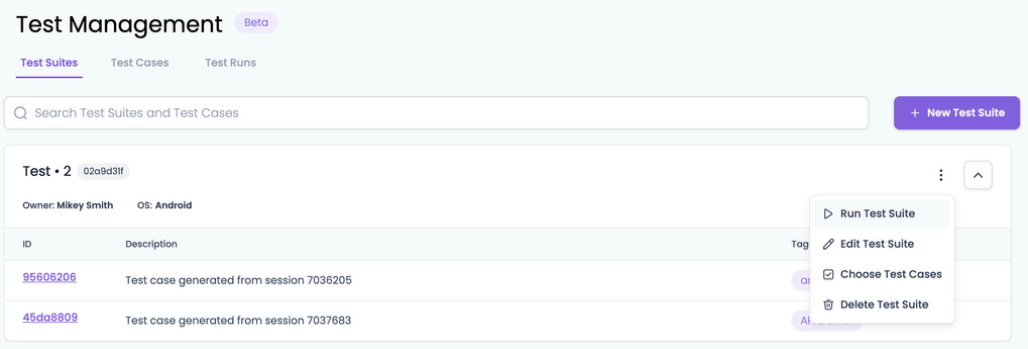 Test Management Beta
Test Suites Test Cases Test Runs
Search Test Suites and Test Cases
+ New Test Suite
Test • 2 02a9d31f
Owner: Mikey Smith OS: Android
Run Test Suite
Edit Test Suite
Choose Test Cases
Delete Test Suite
ID Description Tag
95606206 Test case generated from session 7036205
45da8809 Test case generated from session 7037683